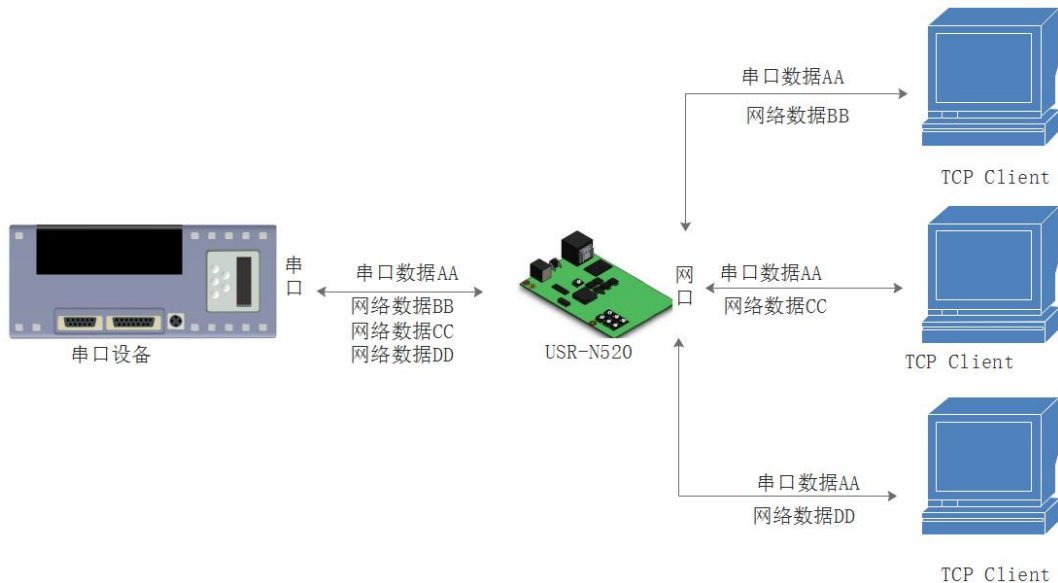 串口数据AA
网络数据BB
TCP Client
串口
串口数据AA
网络数据BB
网络数据CC
网络数据DD
串口设备
USR-N520
网口
串口数据AA
网络数据CC
TCP Client
串口数据AA
网络数据DD
TCP Client